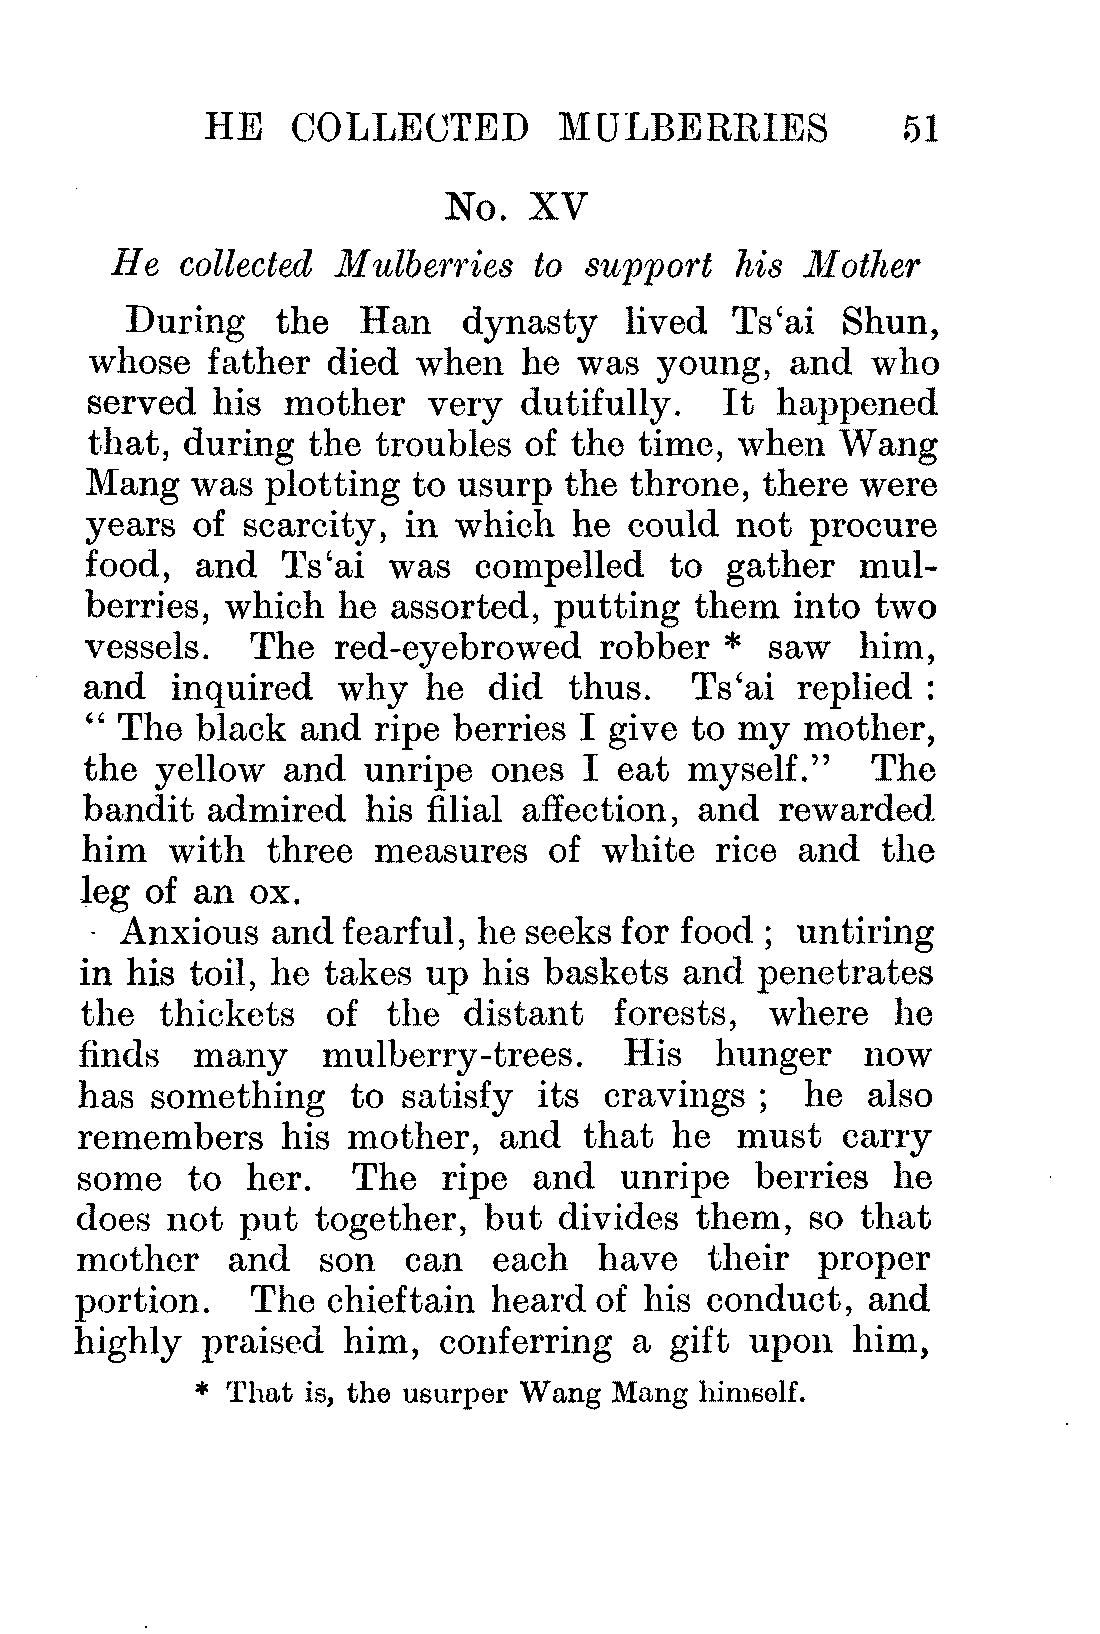 HE COLLECTED MULBERRIES 51
No. XV
He collected Mulberries to support his Mother
During the Han dynasty lived Ts‘ai Shun,
whose father died when he was young, and who
served his mother very dutifully. It happened
that, during the troubles of the time, when Wang
Mang was plotting to usurp the throne, there were
years of scarcity, in which he could not procure
food, and Ts‘ai was compelled to gather mul-
berries, which he assorted, putting them into two
vessels. The red-eyebrowed robber * saw him,
and inquired why he did thus. Ts‘ai replied :
“ The black and ripe berries I give to my mother,
the yellow and unripe ones I eat myself.” The
bandit admired his filial affection, and rewarded
him with three measures of white rice and the
leg of an ox.
Anxious and fearful, he seeks for food ; untiring
in his toil, he takes up his baskets and penetrates
the thickets of the distant forests, where he
finds many mulberry-trees. His hunger now
has something to satisfy its cravings ; he also
remembers his mother, and that he must carry
some to her. The ripe and unripe berries he
does not put together, but divides them, so that
mother and son can each have their proper
portion. The chieftain heard of his conduct, and
highly praised him, conferring a gift upon him,
* That is, the usurper Wang Mang himself.